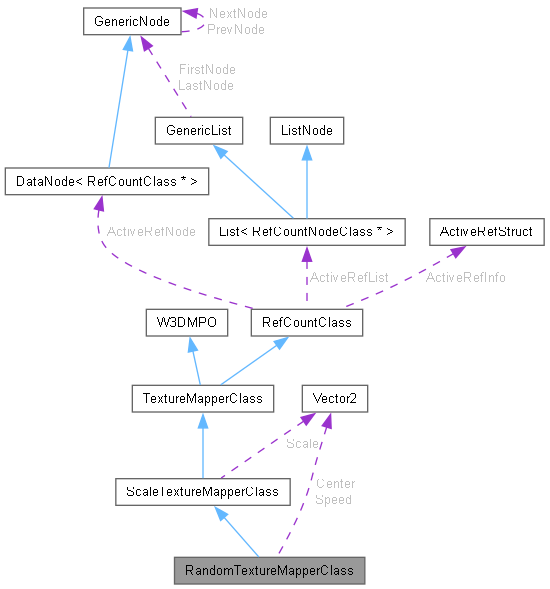 GenericNode
NextNode
PrevNode
FirstNode
LastNode
GenericList
ListNode
DataNode< RefCountClass * >
ActiveRefNode
List< RefCountNodeClass * >
ActiveRefStruct
ActiveRefList
ActiveRefInfo
W3DMPO
RefCountClass
TextureMapperClass
Vector2
Scale
ScaleTextureMapperClass
Center
Speed
RandomTextureMapperClass